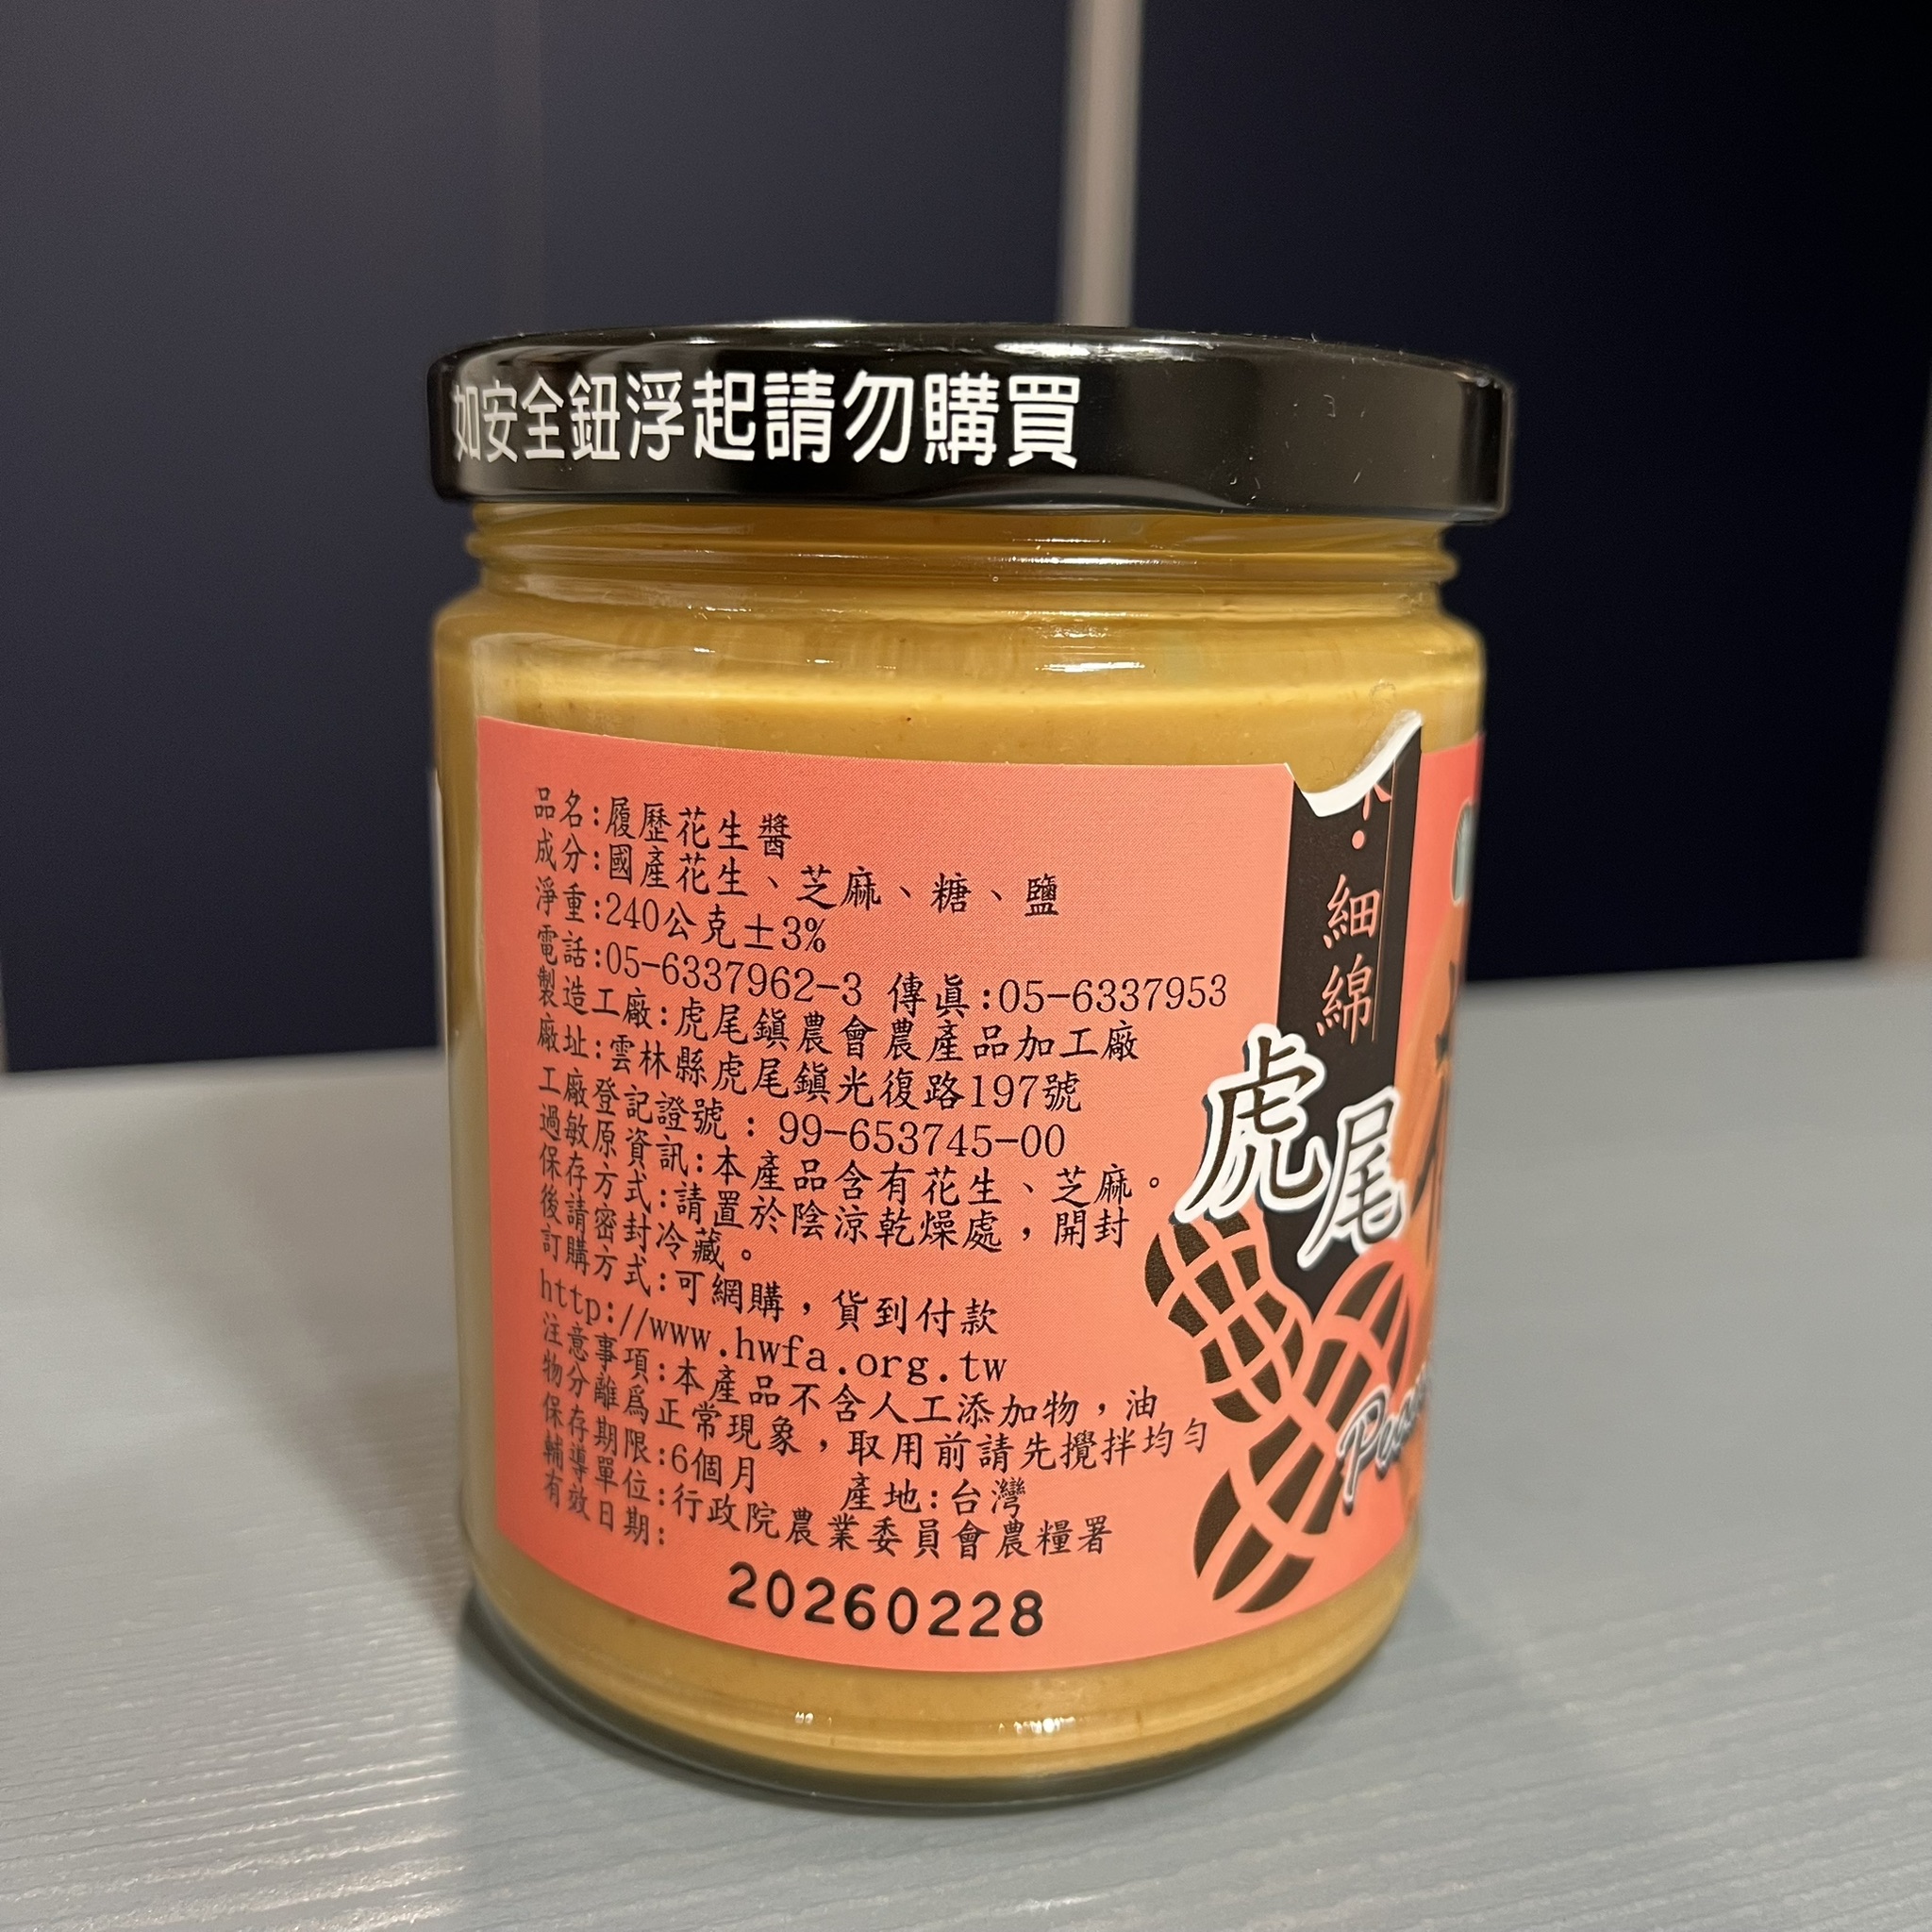 如安全鈕浮起請勿購買
品名:履歷花生醬
成分:國產花生、芝麻、糖、鹽
淨重:240公克±3%
電話:05-6337962-3 傳眞:05-6337953
製造工廠:虎尾鎮農會農產品加工廠
廠址:雲林縣虎尾鎮光復路197號
工廠登記證號:99-653745-00
過敏原資訊:本產品含有花生、芝麻。
保存方式:請置於陰涼乾燥處,開封
後請密封冷藏。
訂購方式:可網購,貨到付款
http://www.hwfa.org.tw
注意事項:本產品不含人工添加物,油
物分離爲正常現象,取用前請先攪拌均勻
保存期限:6個月 產地:台灣
輔導單位:行政院農業委員會農糧署
有效日期:
20260228
・細綿
虎尾